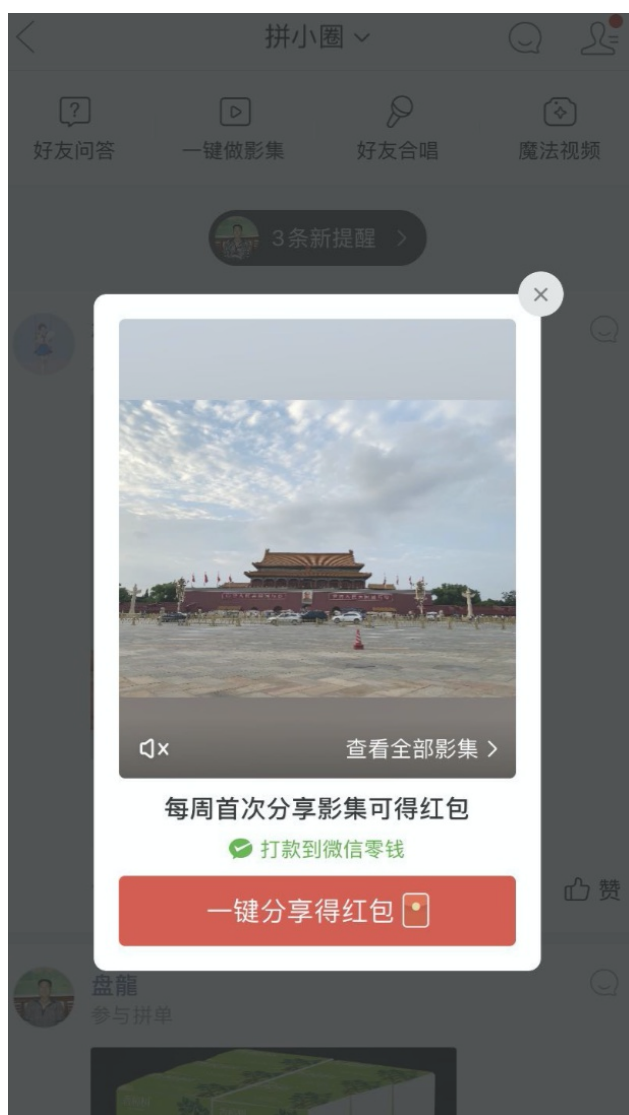 拼小圈
好友问答
一键做影集
好友合唱
魔法视频
3条新提醒
查看全部影集
每周首次分享影集可得红包
打款到微信零钱
一键分享得红包
赞
盘龍
参与拼单